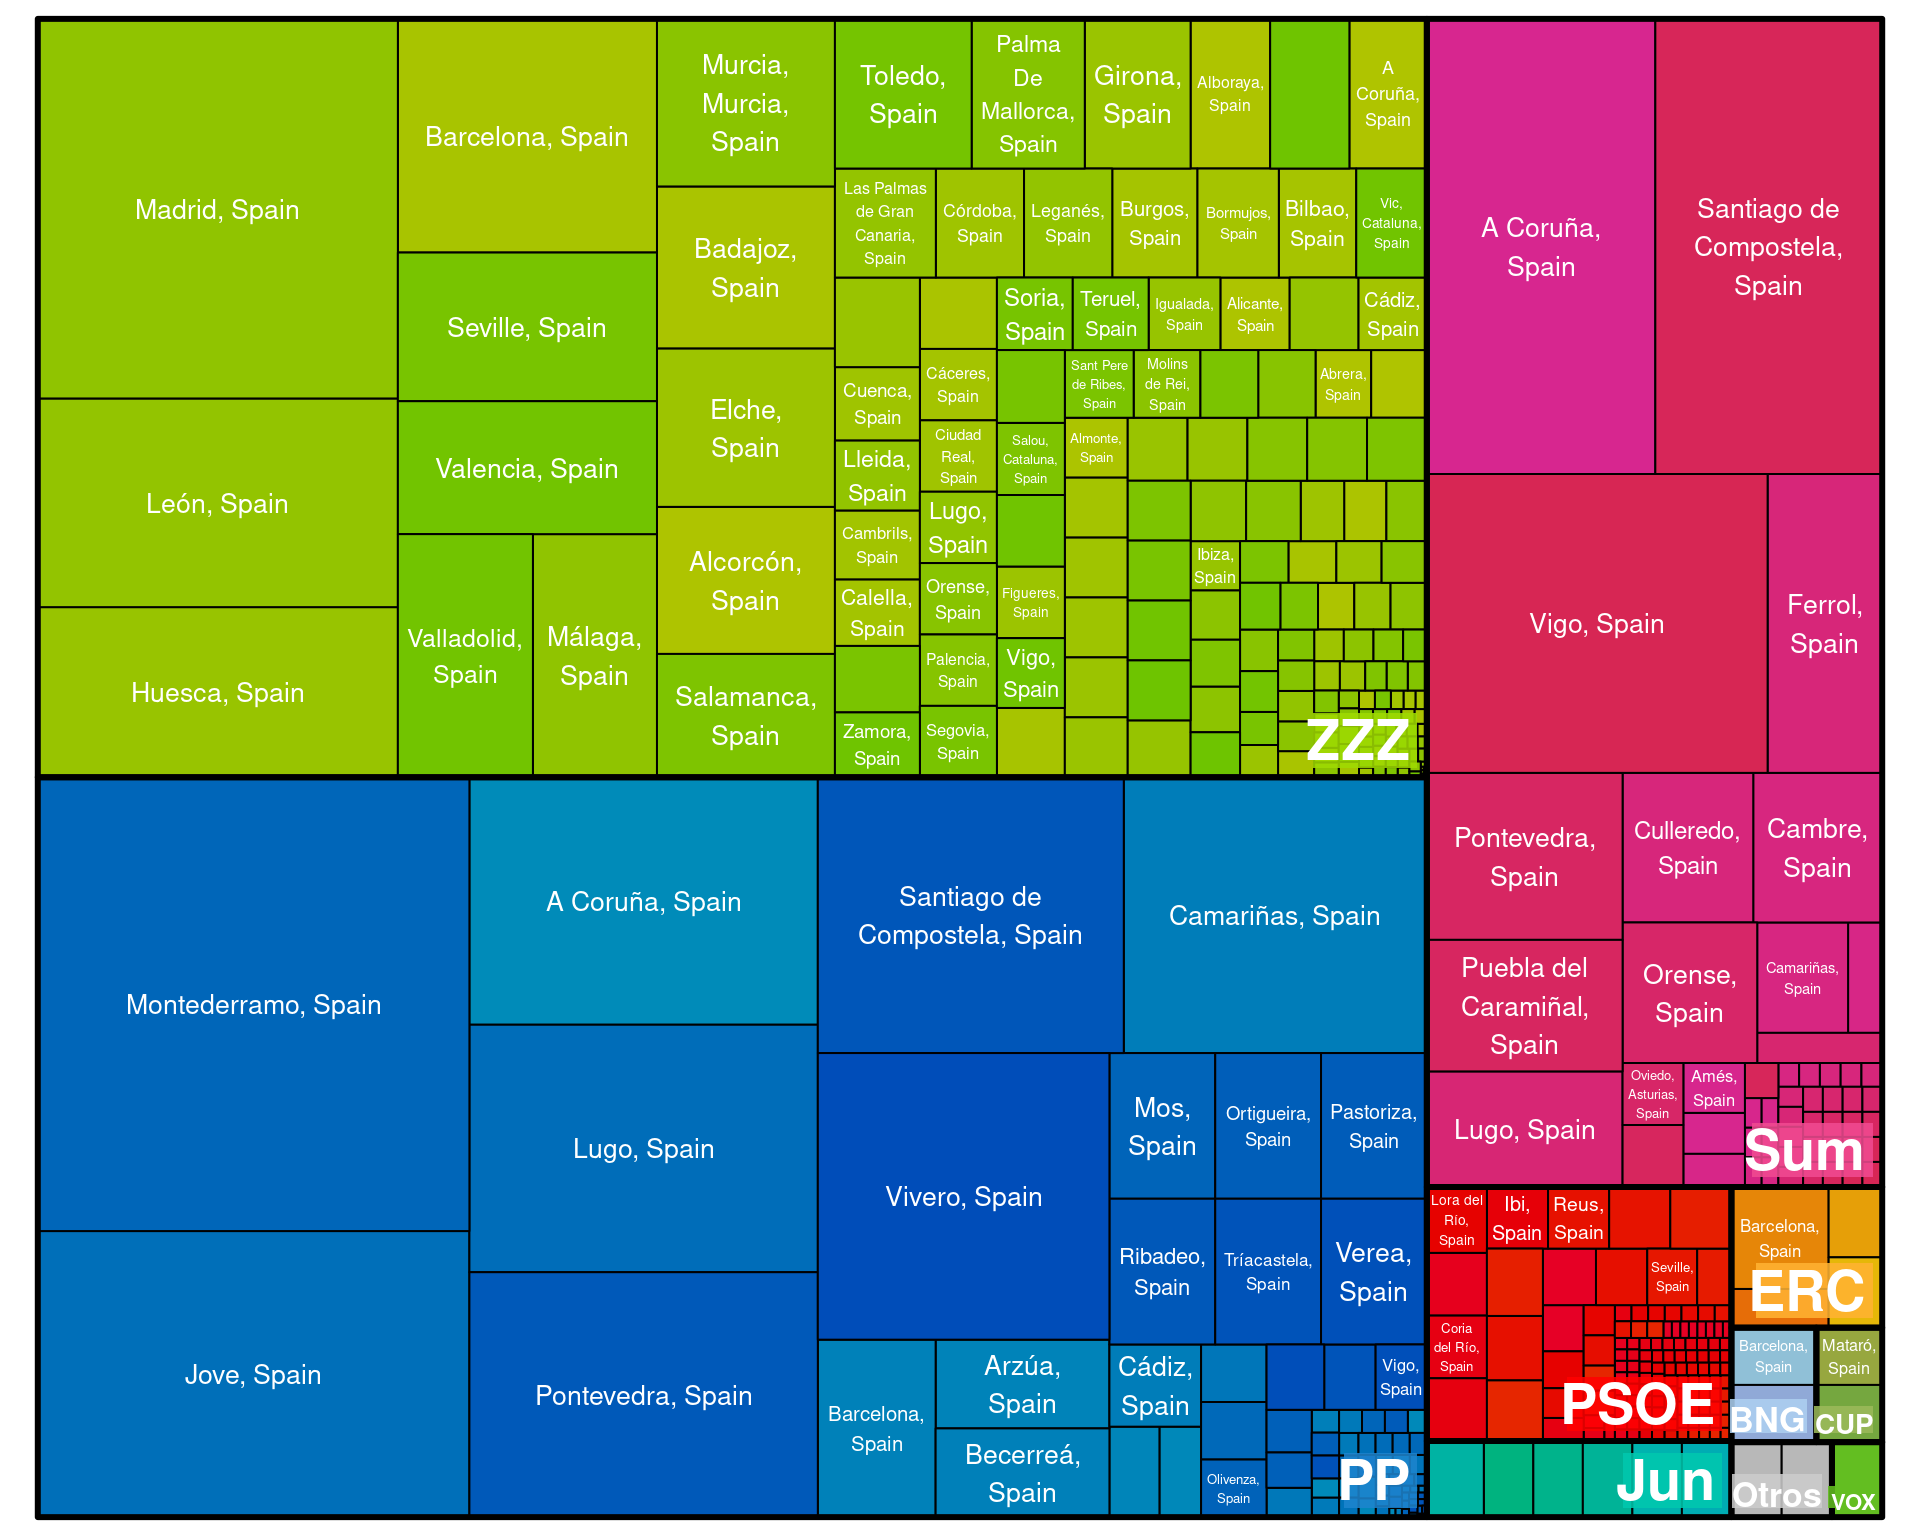 Madrid, Spain
León, Spain
Huesca, Spain
Barcelona, Spain
Seville, Spain
Valencia, Spain
Valladolid,
Spain
Málaga,
Spain
Murcia,
Murcia,
Spain
Badajoz,
Spain
Elche,
Spain
Alcorcón,
Spain
Salamanca,
Spain
Toledo,
Spain
Palma
De
Mallorca,
Spain
Girona,
Spain
Alboraya,
Spain
A
Coruña,
Spain
Las Palmas
de Gran
Canaria,
Spain
Córdoba,
Spain
Leganés,
Spain
Burgos,
Spain
Bormujos,
Spain
Bilbao,
Spain
Vic,
Cataluna,
Spain
Cuenca,
Spain
Lleida,
Spain
Cambrils,
Spain
Calella,
Spain
Zamora,
Spain
Cáceres,
Spain
Ciudad
Real,
Spain
Lugo,
Spain
Orense,
Spain
Palencia,
Spain
Segovia,
Spain
Soria,
Spain
Teruel,
Spain
Igualada,
Spain
Alicante,
Spain
Cádiz,
Spain
Salou,
Cataluna,
Spain
Figueres,
Spain
Vigo,
Spain
Sant Pere
de Ribes,
Spain
Molins
de Rei,
Spain
Abrera,
Spain
Almonte,
Spain
Ibiza,
Spain
ZZZ
Montederramo, Spain
Jove, Spain
A Coruña, Spain
Lugo, Spain
Pontevedra, Spain
Santiago de
Compostela, Spain
Camariñas, Spain
Vivero, Spain
Mos,
Spain
Ortigueira,
Spain
Pastoriza,
Spain
Ribadeo,
Spain
Tríacastela,
Spain
Verea,
Spain
Barcelona,
Spain
Arzúa,
Spain
Becerreá,
Spain
Cádiz,
Spain
Olivenza,
Spain
Vigo,
Spain
PP
A Coruña,
Spain
Santiago de
Compostela,
Spain
Vigo, Spain
Ferrol,
Spain
Pontevedra,
Spain
Puebla del
Caramiñal,
Spain
Lugo, Spain
Culleredo,
Spain
Cambre,
Spain
Orense,
Spain
Camariñas,
Spain
Oviedo,
Asturias,
Spain
Amés,
Spain
Sum
Lora del
Río,
Spain
Ibi,
Spain
Reus,
Spain
Coria
del Río,
Spain
Seville,
Spain
PSOE
Barcelona,
Spain
ERC
Barcelona,
Spain
BNG
Mataró,
Spain
CUP
Jun
Otros
VOX